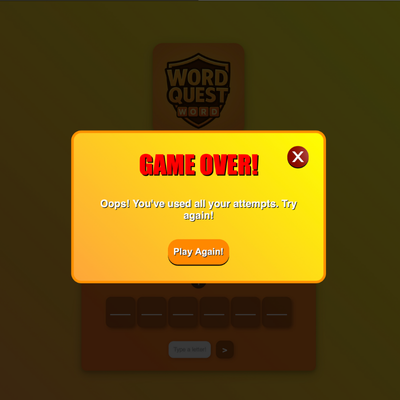 WORD
QUEST
WORD
GAME OVER!
X
Oops! You've used all your attempts. Try
again!
Play Again!
>